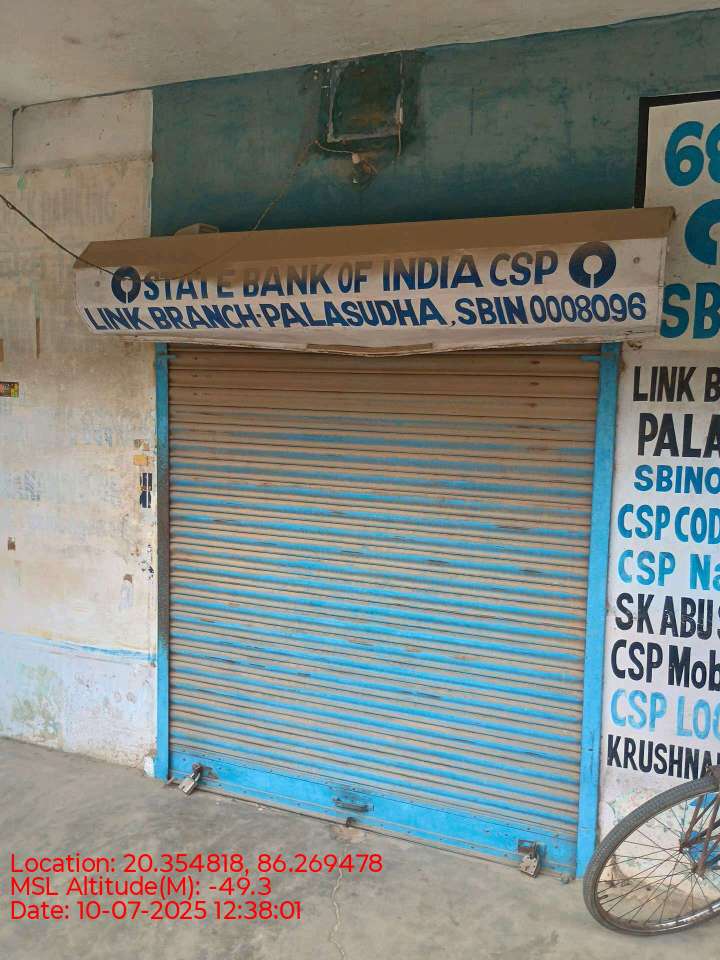 STATE BANK OF INDIA CSP
LINK BRANCH-PALASUDHA, SBIN0008096
68
SB
LINK B
PALA
SBINO
CSP COD
CSP Na
SK ABUS
CSP Mob
CSP LOC
KRUSHNA
Location: 20.354818, 86.269478
MSL Altitude(M): -49.3
Date: 10-07-2025 12:38:01